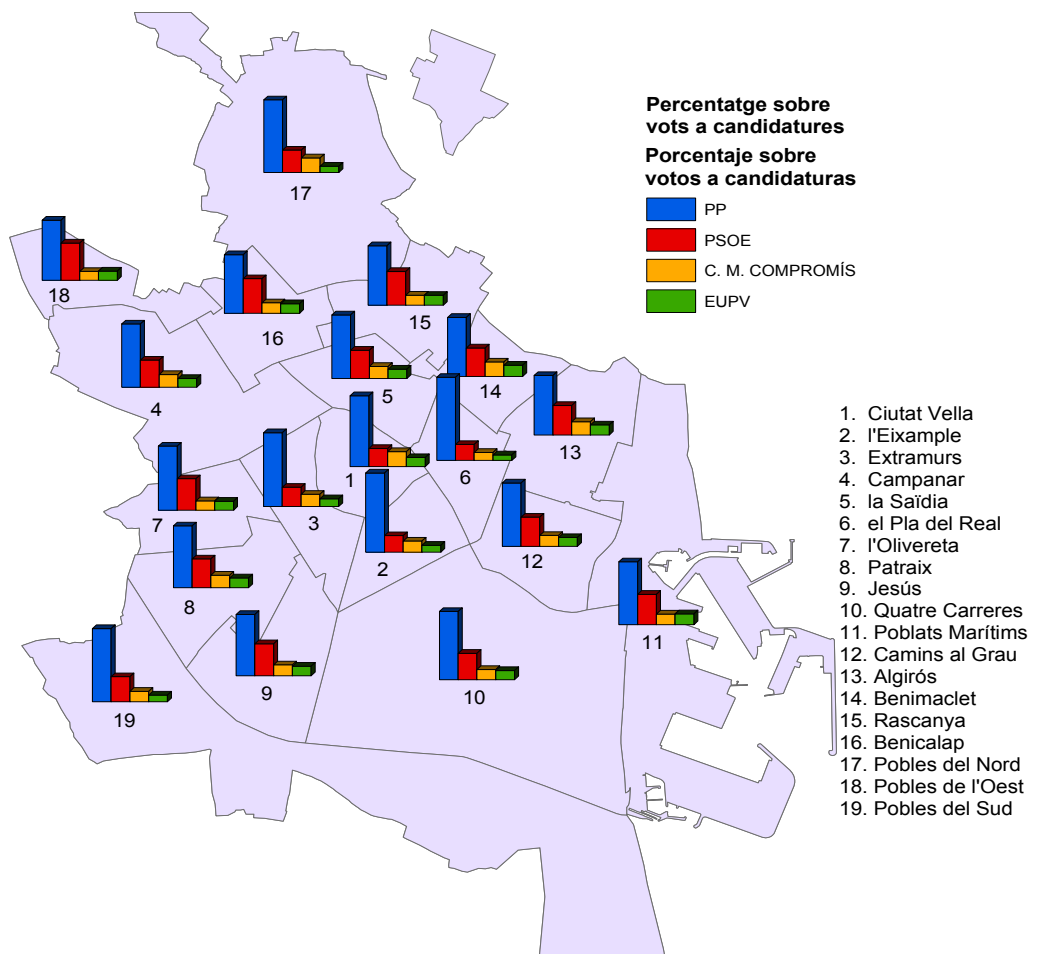 Percentatge sobre
vots a candidatures
Porcentaje sobre
votos a candidaturas
PP
PSOE
C. M. COMPROMÍS
EUPV
17
18
16
15
4
5
14
13
1
6
7
3
2
12
8
11
9
10
19
1. Ciutat Vella
2. l'Eixample
3. Extramurs
4. Campanar
5. la Saïdia
6. el Pla del Real
7. l'Olivereta
8. Patraix
9. Jesús
10. Quatre Carreres
11. Poblats Marítims
12. Camins al Grau
13. Algirós
14. Benimaclet
15. Rascanya
16. Benicalap
17. Pobles del Nord
18. Pobles de l'Oest
19. Pobles del Sud